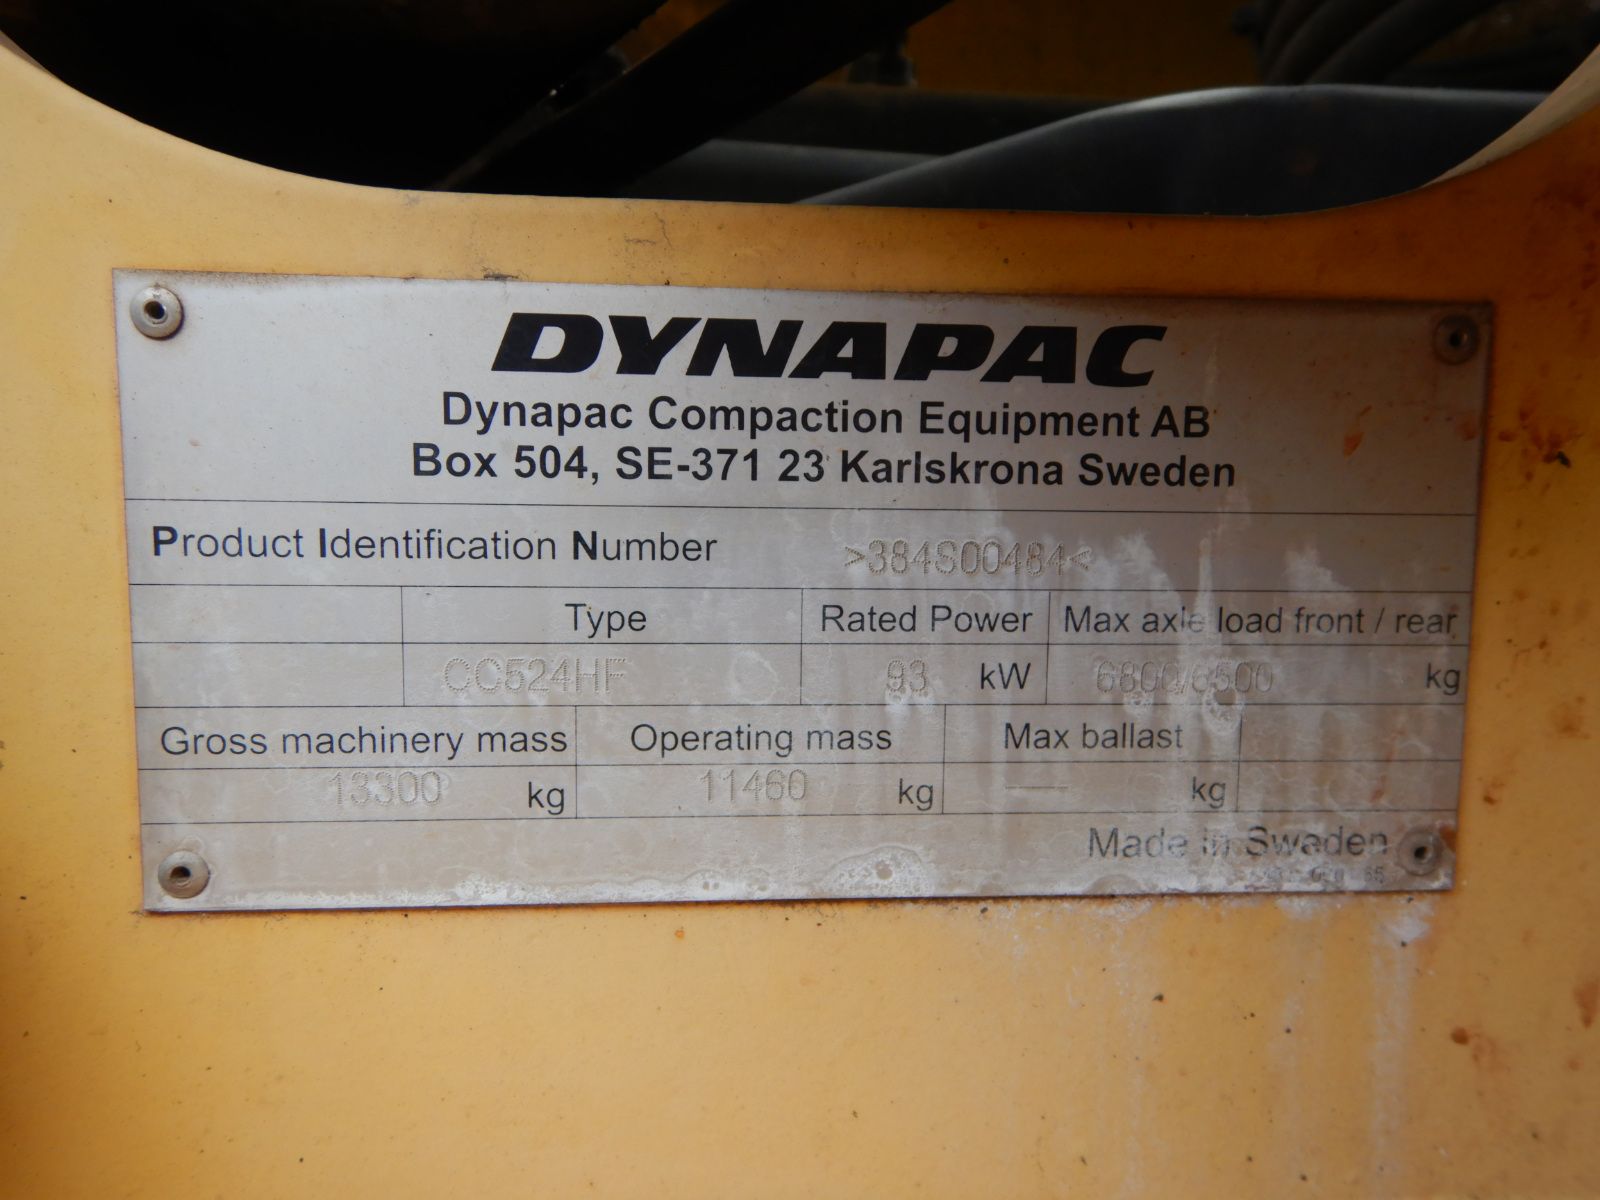 DYNAPAC
Dynapac Compaction Equipment AB
Box 504, SE-371 23 Karlskrona Sweden
Product Identification Number >384S00484<
Type Rated Power Max axle load front / rear
CC524HF 93 kW 6800/6500 kg
Gross machinery mass Operating mass Max ballast
13300 kg 11460 kg —— kg
Made in Sweden